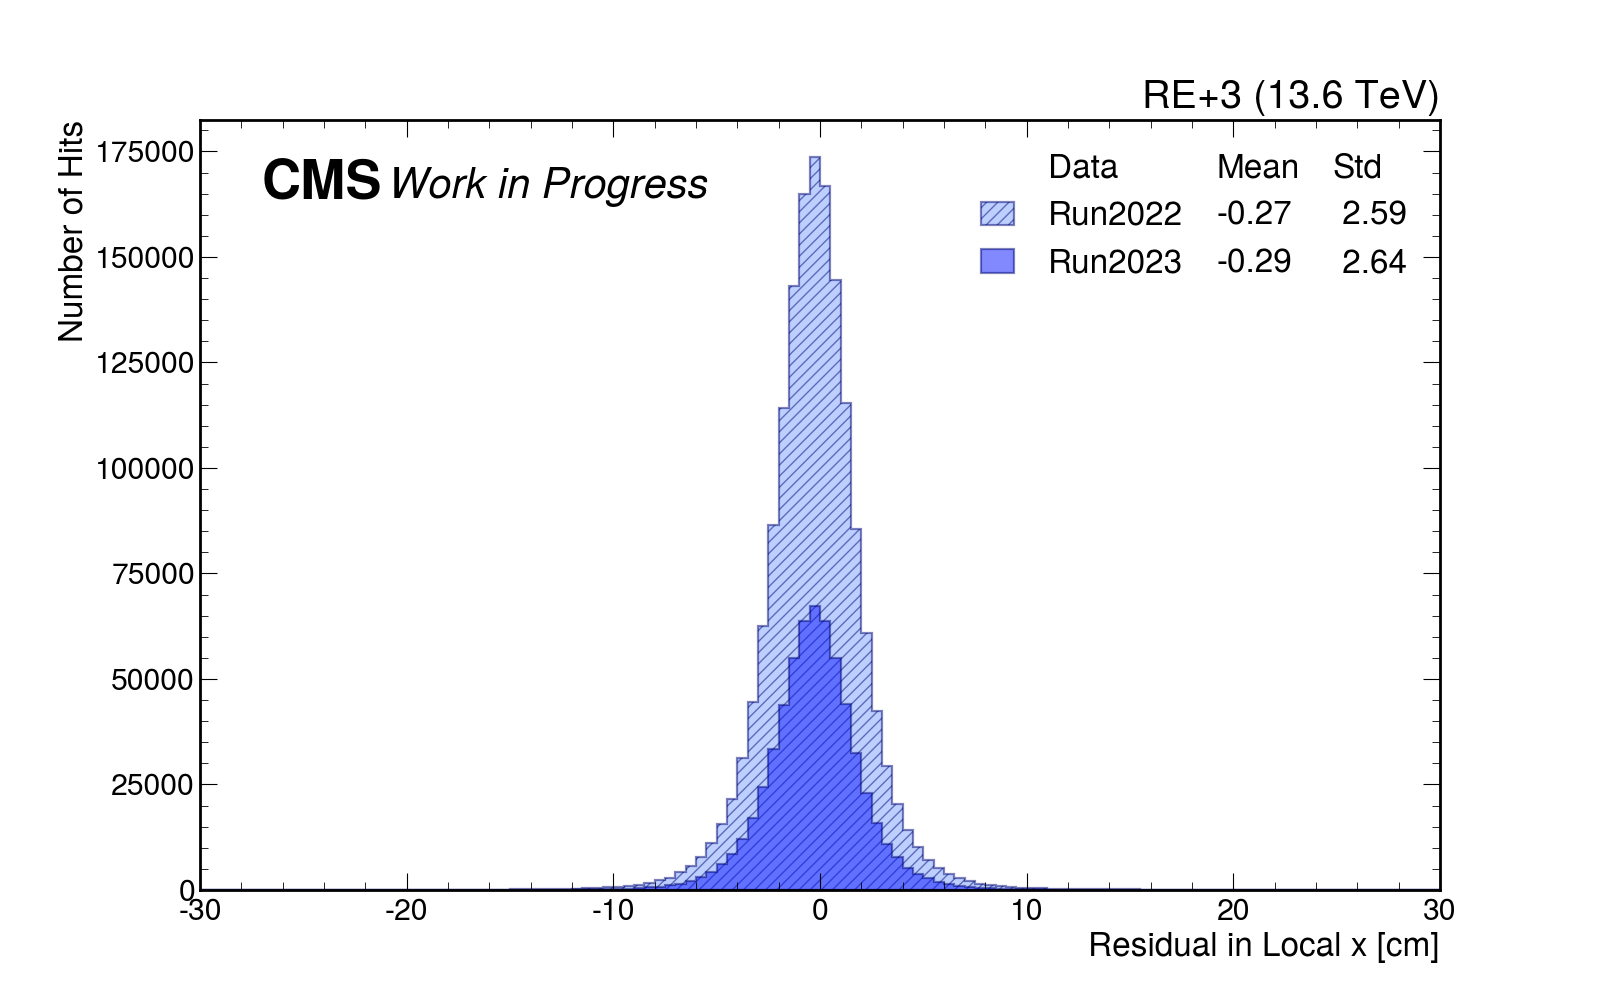 RE+3 (13.6 TeV)
Number of Hits
CMS Work in Progress
Data Mean Std
Run2022 -0.27 2.59
Run2023 -0.29 2.64
175000
150000
125000
100000
75000
50000
25000
0
-30 -20 -10 0 10 20 30
Residual in Local x [cm]